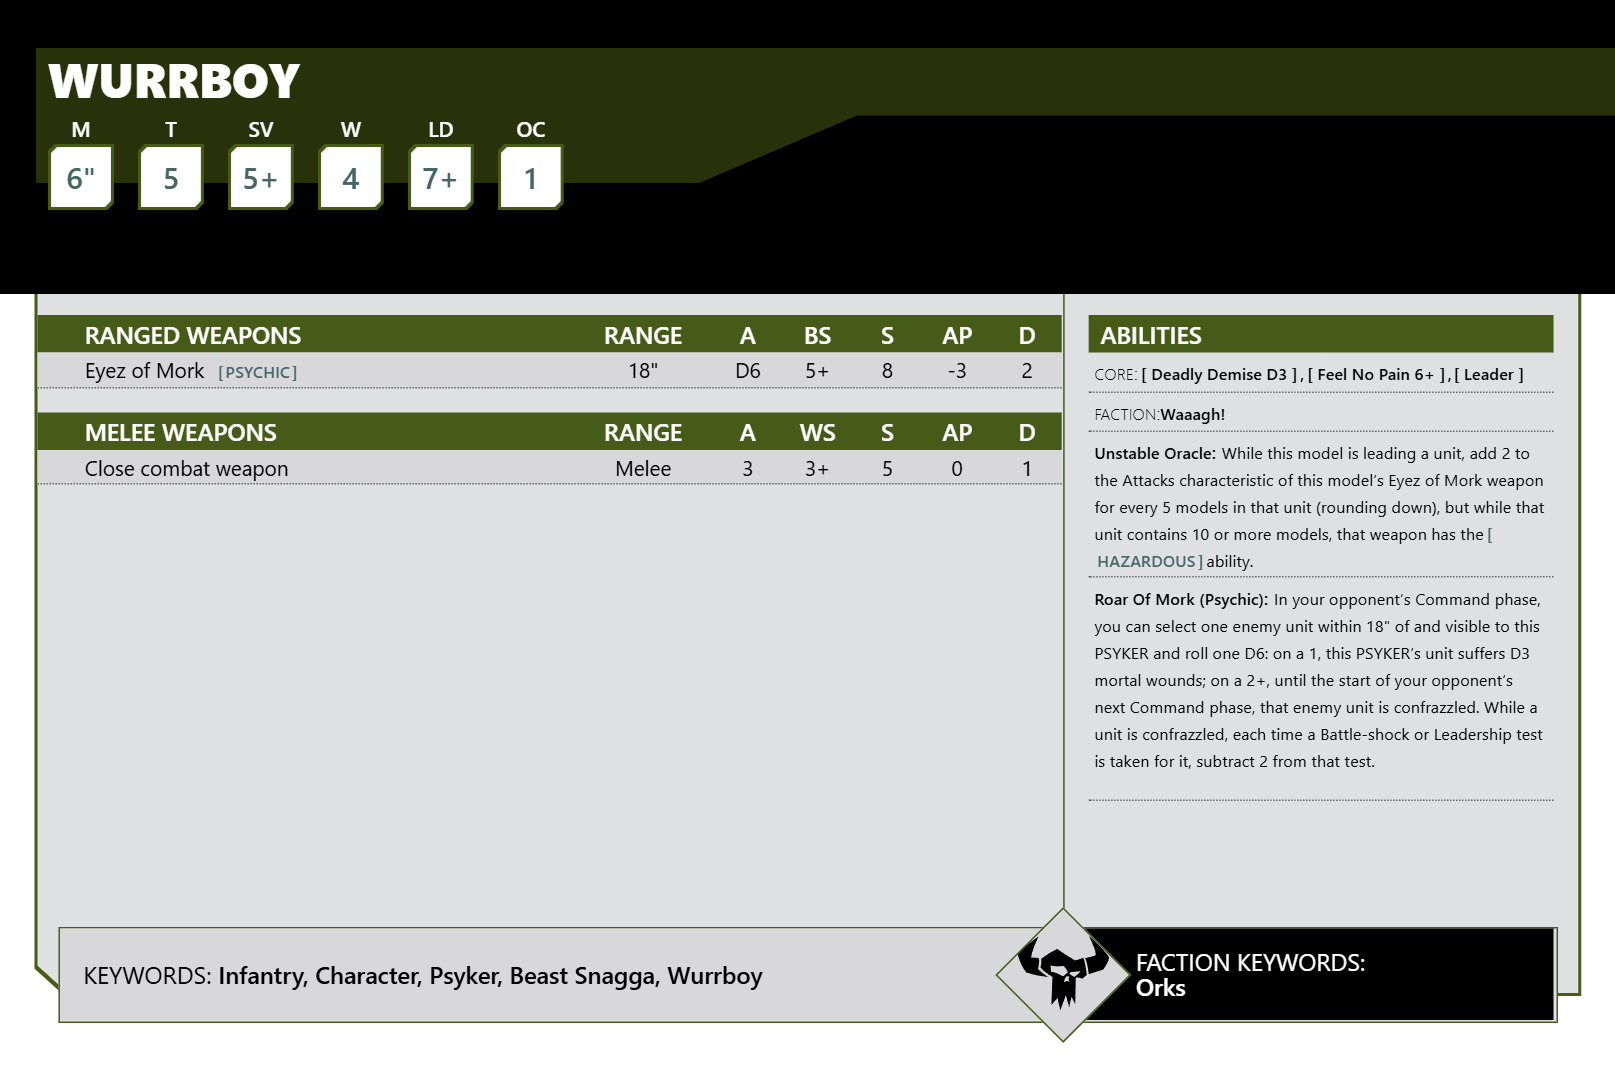 WURRBOY
M T SV W LD OC
6" 5 5+ 4 7+ 1
RANGED WEAPONS RANGE A BS S AP D
Eyez of Mork [PSYCHIC] 18" D6 5+ 8 -3 2
MELEE WEAPONS RANGE A WS S AP D
Close combat weapon Melee 3 3+ 5 0 1
ABILITIES
CORE: [ Deadly Demise D3 ] , [ Feel No Pain 6+ ] , [ Leader ]
FACTION:Waaagh!
Unstable Oracle: While this model is leading a unit, add 2 to
the Attacks characteristic of this model's Eyez of Mork weapon
for every 5 models in that unit (rounding down), but while that
unit contains 10 or more models, that weapon has the [
HAZARDOUS] ability.
Roar Of Mork (Psychic): In your opponent's Command phase,
you can select one enemy unit within 18" of and visible to this
PSYKER and roll one D6: on a 1, this PSYKER's unit suffers D3
mortal wounds; on a 2+, until the start of your opponent's
next Command phase, that enemy unit is confrazzled. While a
unit is confrazzled, each time a Battle-shock or Leadership test
is taken for it, subtract 2 from that test.
KEYWORDS: Infantry, Character, Psyker, Beast Snagga, Wurrboy
FACTION KEYWORDS:
Orks